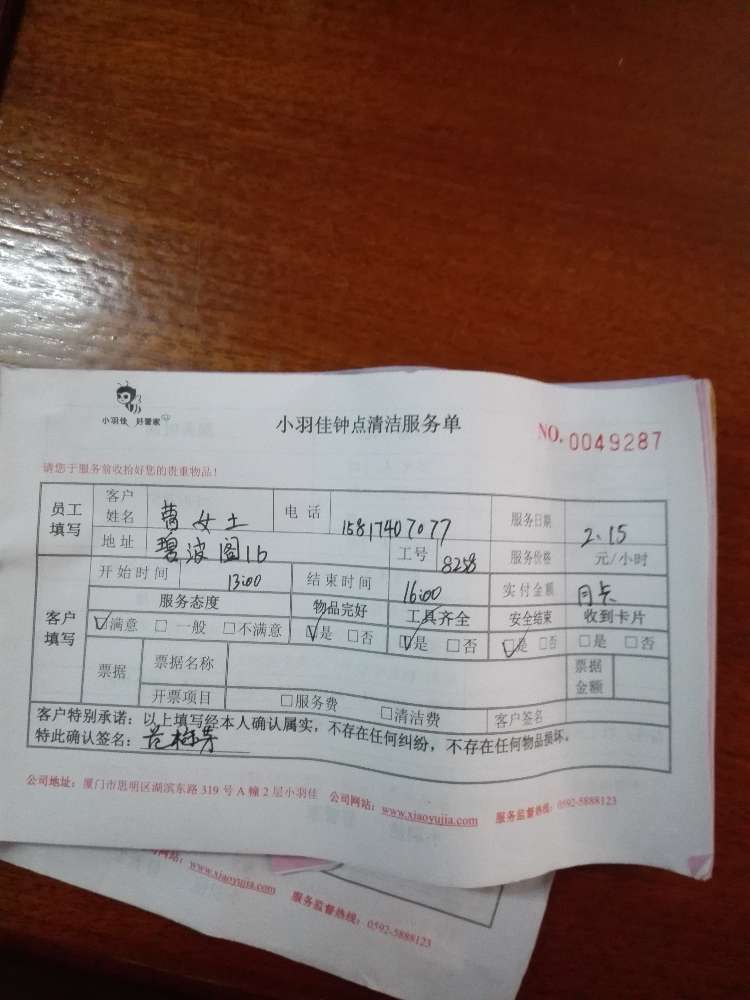 小羽佳 好管家
小羽佳钟点清洁服务单
NO. 0049287
请您于服务前收拾好您的贵重物品！
员工填写 客户姓名 曹女士 电话 15817407077 服务日期 2.15
地址 碧波阁16 工号 8258 服务价格 元/小时
开始时间 13:00 结束时间 16:00 实付金额 月卡
客户填写 服务态度 物品完好 工具齐全 安全结束 收到卡片
☑满意 □一般 □不满意 ☑是 □否 ☑是 □否 ☑是 □否 □是 □否
票据 票据名称 票据金额
开票项目 □服务费 □清洁费 客户签名
客户特别承诺：以上填写经本人确认属实，不存在任何纠纷，不存在任何物品损坏。
特此确认签名：
公司地址：厦门市思明区湖滨东路 319 号 A 幢 2 层小羽佳 公司网站：www.xiaoyujia.com 服务监督热线：0592-5888123
网站：www.xiaoyujia.com 服务监督热线：0592-5888123